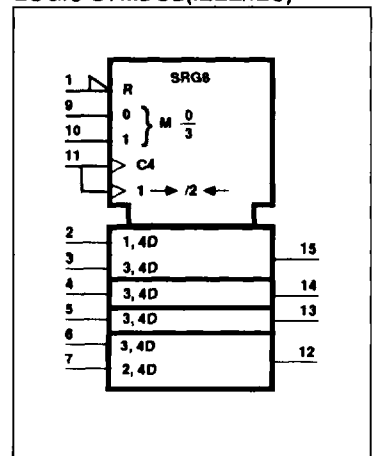 LOGIC SYMBOL(IEEE/IEC)
SRG8
1 R
9 0 } M 0/3
10 1
11 C4
1 → /2 ←
2 1, 4D 15
3 3, 4D
4 3, 4D 14
5 3, 4D 13
6 3, 4D 12
7 2, 4D